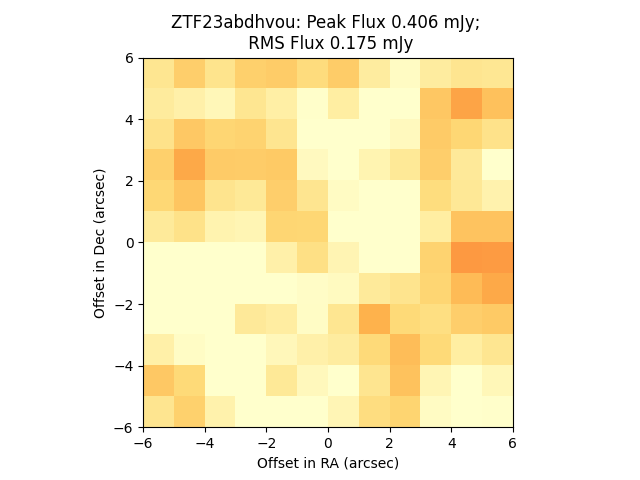 ZTF23abdhvou: Peak Flux 0.406 mJy;
RMS Flux 0.175 mJy
6
4
2
0
−2
−4
−6
Offset in Dec (arcsec)
−6 −4 −2 0 2 4 6
Offset in RA (arcsec)